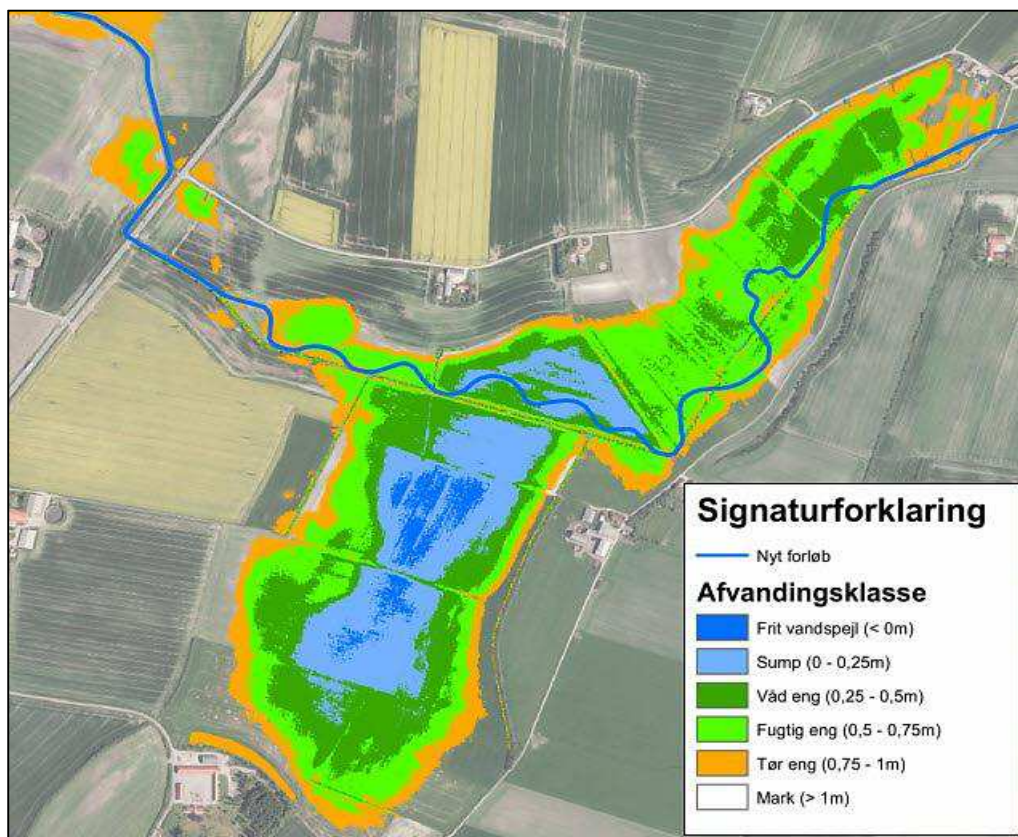 Signaturforklaring
Nyt forløb
Afvandingsklasse
Frit vandspejl (< 0m)
Sump (0 - 0,25m)
Våd eng (0,25 - 0,5m)
Fugtig eng (0,5 - 0,75m)
Tør eng (0,75 - 1m)
Mark (> 1m)